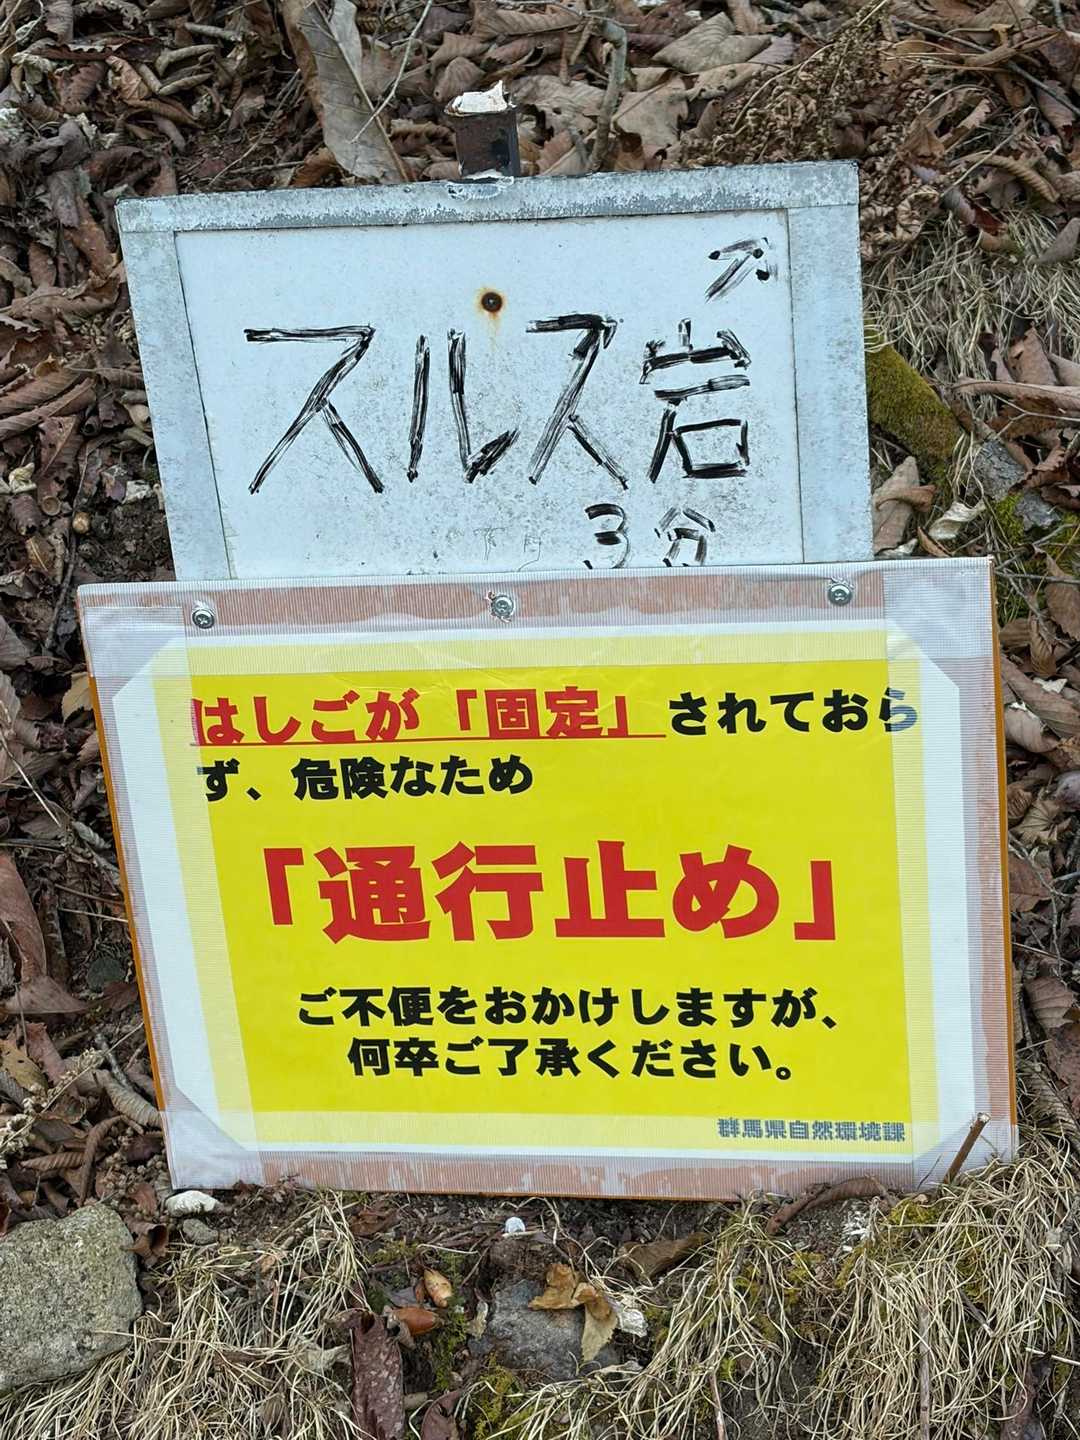 ↗
スルス岩
3分
はしごが「固定」されておら
ず、危険なため
「通行止め」
ご不便をおかけしますが、
何卒ご了承ください。
群馬県自然環境課